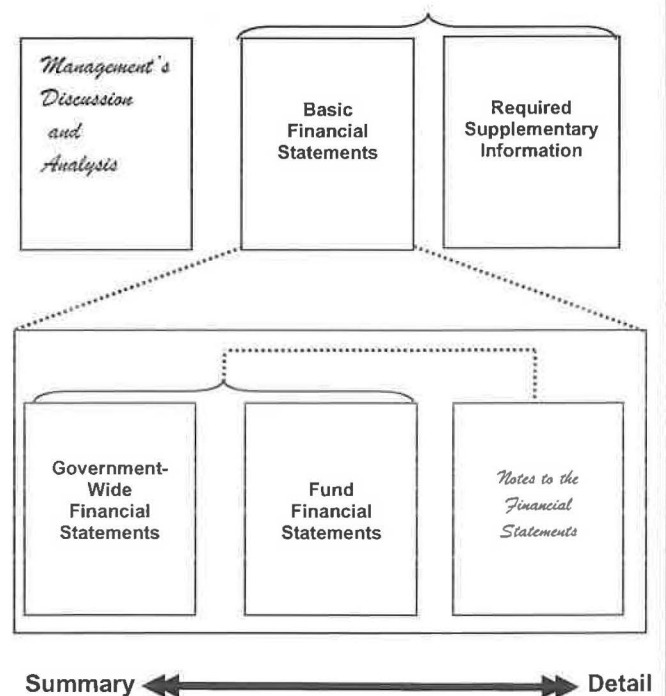 Management's
Discussion
and
Analysis
Basic
Financial
Statements
Required
Supplementary
Information
Government-
Wide
Financial
Statements
Fund
Financial
Statements
Notes to the
Financial
Statements
Summary
Detail